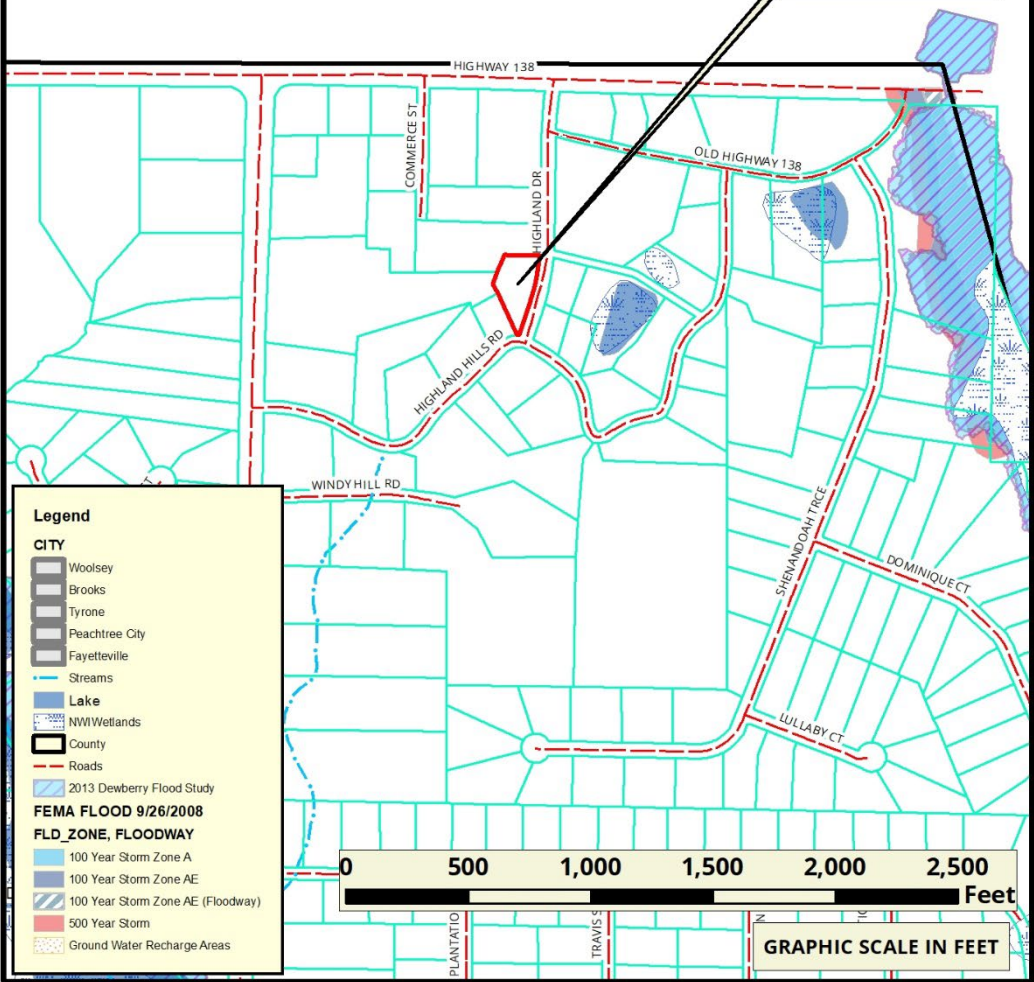 HIGHWAY 138
COMMERCE ST
HIGHLAND DR
OLD HIGHWAY 138
HIGHLAND HILLS RD
WINDY HILL RD
SHENANDOAH TRCE
DOMINIQUE CT
LULLABY CT
Legend
CITY
Woolsey
Brooks
Tyrone
Peachtree City
Fayetteville
Streams
Lake
NWIWetlands
County
Roads
2013 Dewberry Flood Study
FEMA FLOOD 9/26/2008
FLD_ZONE, FLOODWAY
100 Year Storm Zone A
100 Year Storm Zone AE
100 Year Storm Zone AE (Floodway)
500 Year Storm
Ground Water Recharge Areas
0 500 1,000 1,500 2,000 2,500
Feet
PLANTATIO
TRAVIS S
N
GRAPHIC SCALE IN FEET